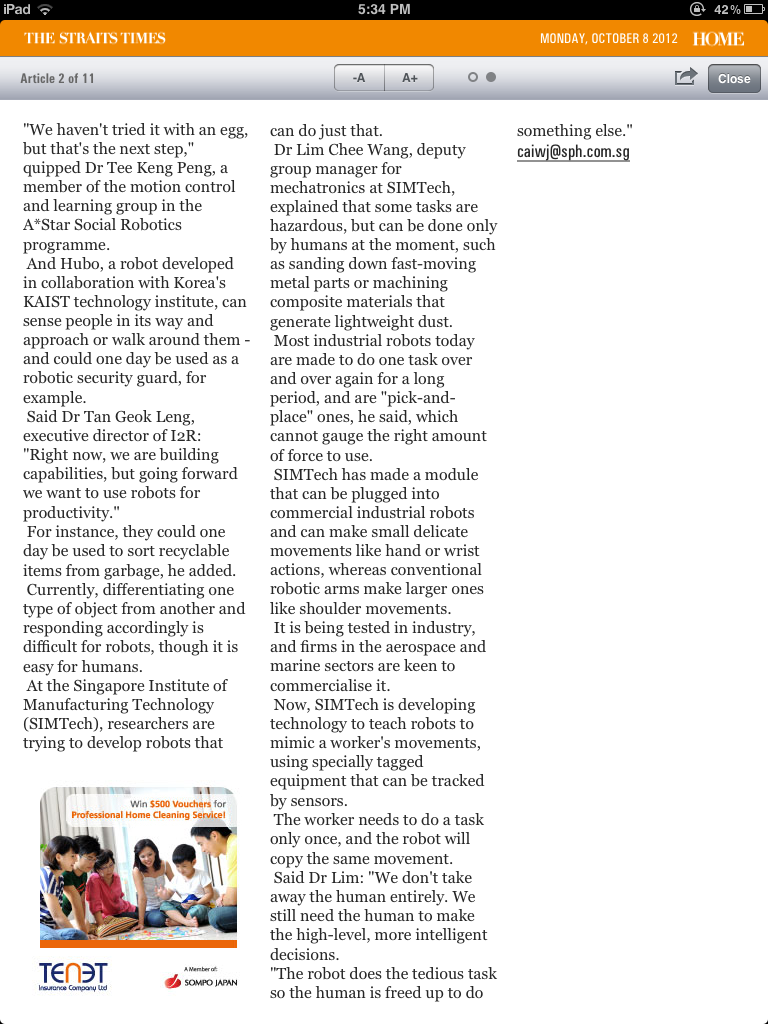 iPad
5:34 PM
42%
THE STRAITS TIMES
MONDAY, OCTOBER 8 2012
HOME
Article 2 of 11
-A
A+
Close
"We haven't tried it with an egg,
but that's the next step,"
quipped Dr Tee Keng Peng, a
member of the motion control
and learning group in the
A*Star Social Robotics
programme.
And Hubo, a robot developed
in collaboration with Korea's
KAIST technology institute, can
sense people in its way and
approach or walk around them -
and could one day be used as a
robotic security guard, for
example.
Said Dr Tan Geok Leng,
executive director of I2R:
"Right now, we are building
capabilities, but going forward
we want to use robots for
productivity."
For instance, they could one
day be used to sort recyclable
items from garbage, he added.
Currently, differentiating one
type of object from another and
responding accordingly is
difficult for robots, though it is
easy for humans.
At the Singapore Institute of
Manufacturing Technology
(SIMTech), researchers are
trying to develop robots that
Win $500 Vouchers for
Professional Home Cleaning Service!
TENET
Insurance Company Ltd
A Member of:
SOMPO JAPAN
can do just that.
Dr Lim Chee Wang, deputy
group manager for
mechatronics at SIMTech,
explained that some tasks are
hazardous, but can be done only
by humans at the moment, such
as sanding down fast-moving
metal parts or machining
composite materials that
generate lightweight dust.
Most industrial robots today
are made to do one task over
and over again for a long
period, and are "pick-and-
place" ones, he said, which
cannot gauge the right amount
of force to use.
SIMTech has made a module
that can be plugged into
commercial industrial robots
and can make small delicate
movements like hand or wrist
actions, whereas conventional
robotic arms make larger ones
like shoulder movements.
It is being tested in industry,
and firms in the aerospace and
marine sectors are keen to
commercialise it.
Now, SIMTech is developing
technology to teach robots to
mimic a worker's movements,
using specially tagged
equipment that can be tracked
by sensors.
The worker needs to do a task
only once, and the robot will
copy the same movement.
Said Dr Lim: "We don't take
away the human entirely. We
still need the human to make
the high-level, more intelligent
decisions.
"The robot does the tedious task
so the human is freed up to do
something else."
caiwj@sph.com.sg